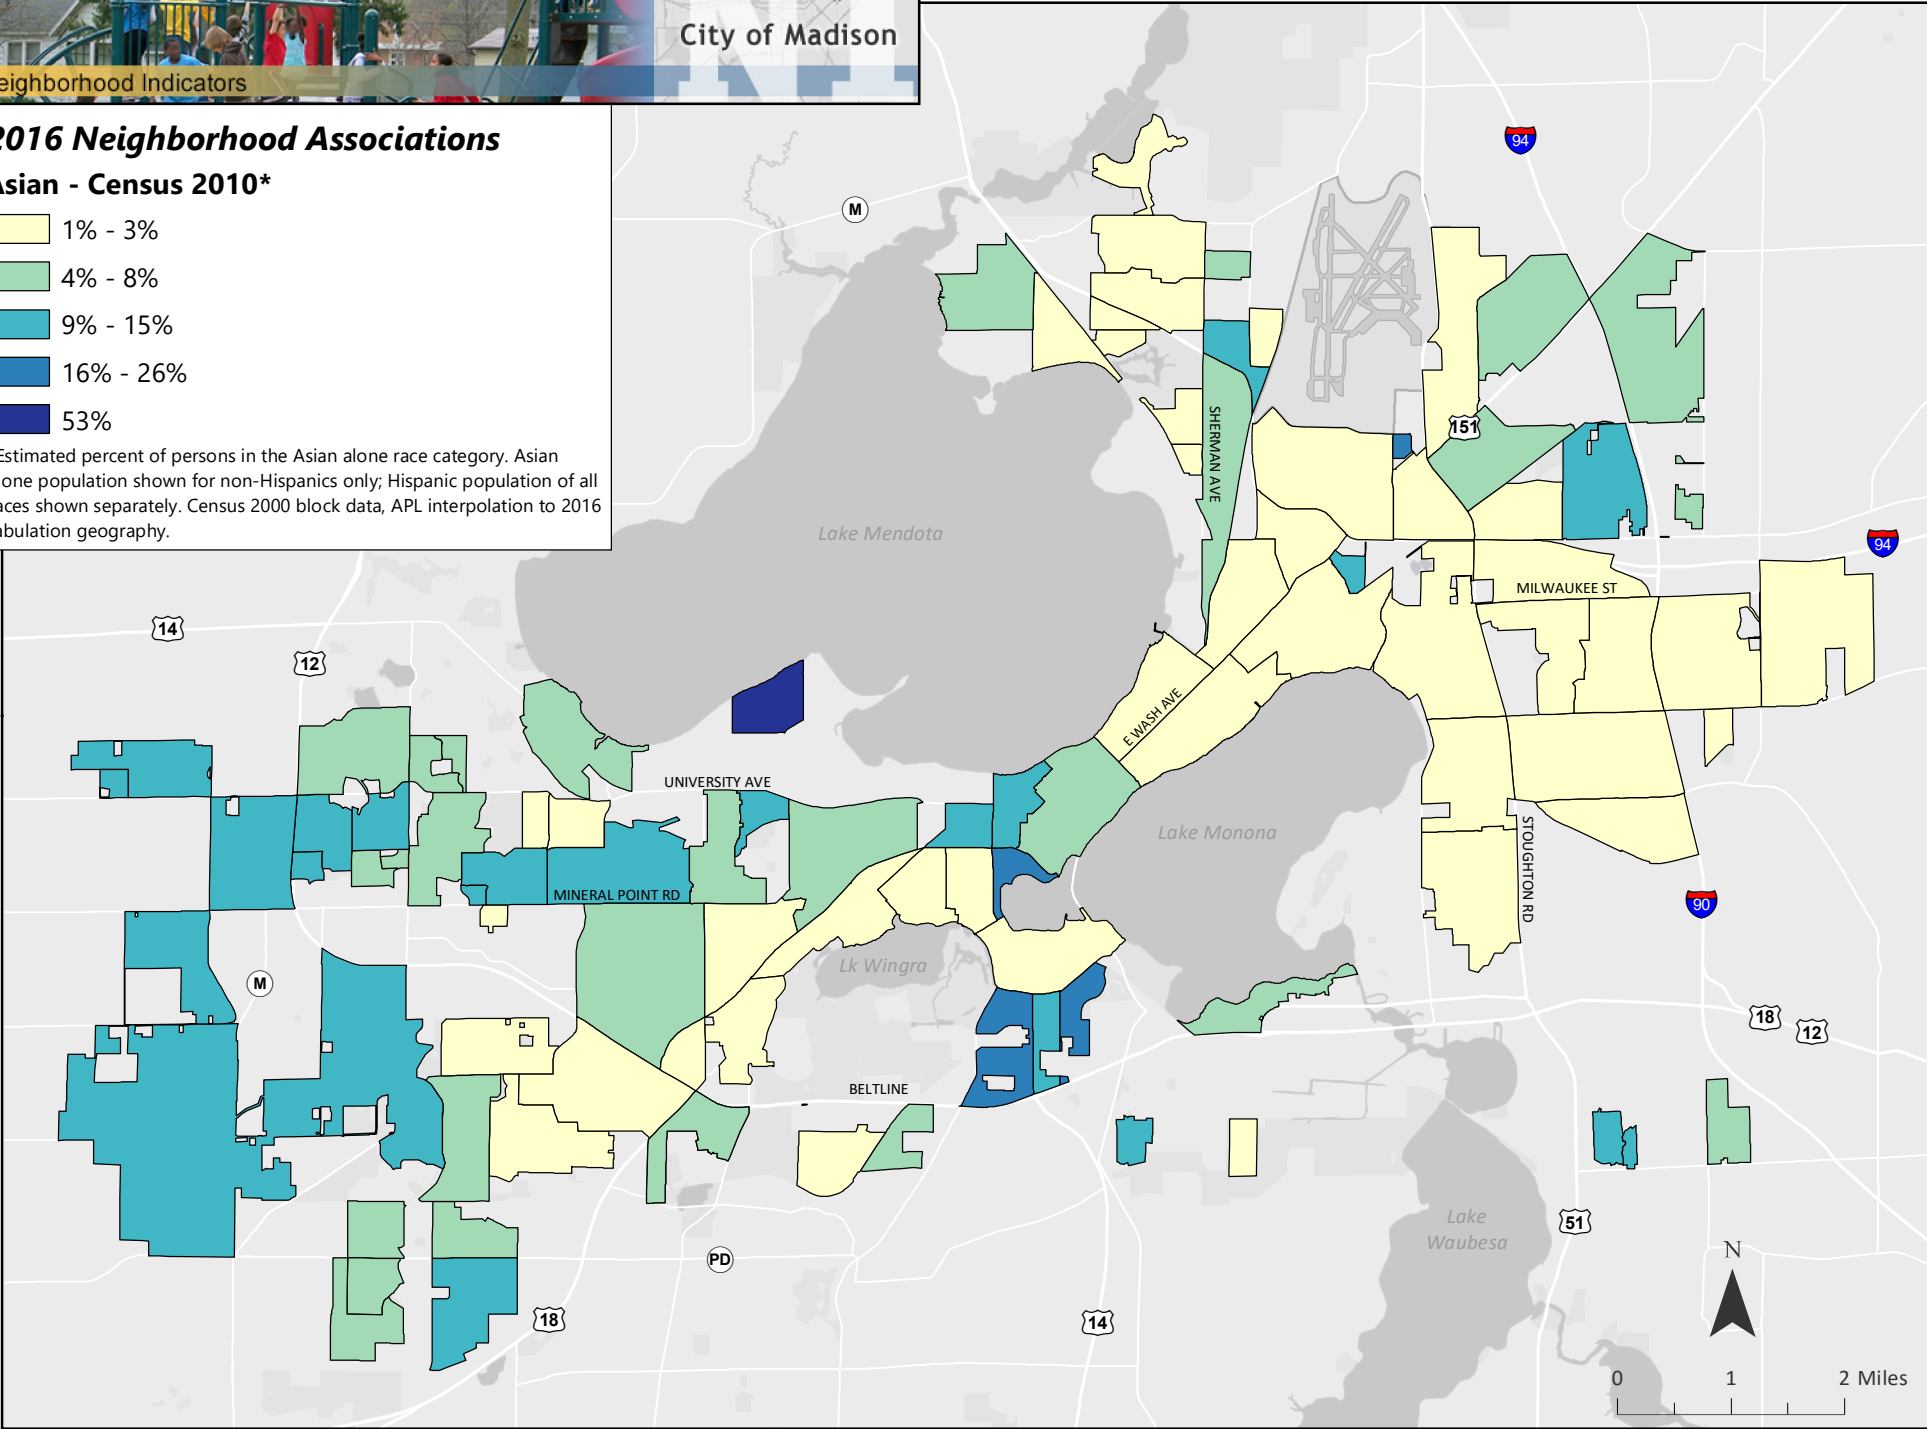 City of Madison
eighborhood Indicators
2016 Neighborhood Associations
Asian - Census 2010*
1% - 3%
4% - 8%
9% - 15%
16% - 26%
53%
Estimated percent of persons in the Asian alone race category. Asian
one population shown for non-Hispanics only; Hispanic population of all
aces shown separately. Census 2000 block data, APL interpolation to 2016
abulation geography.
94
M
151
SHERMAN AVE
Lake Mendota
94
MILWAUKEE ST
14
12
E WASH AVE
UNIVERSITY AVE
Lake Monona
STOUGHTON RD
MINERAL POINT RD
90
Lk Wingra
M
18
12
BELTLINE
Lake
Waubesa
51
N
PD
18
14
0 1 2 Miles